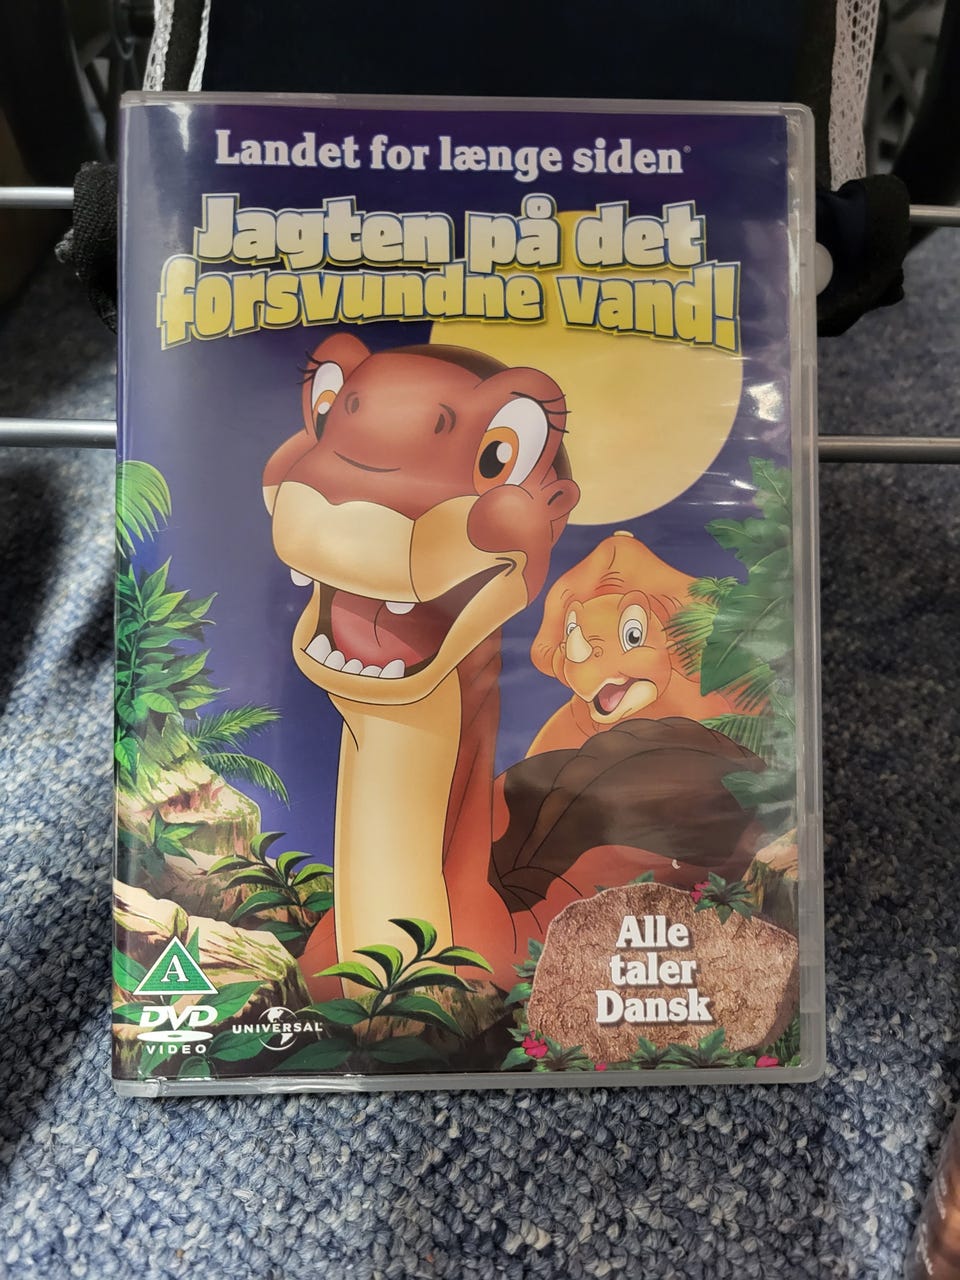 Landet for længe siden®
Jagten på det
forsvundne vand!
Alle
taler
Dansk
A
DVD
VIDEO
UNIVERSAL